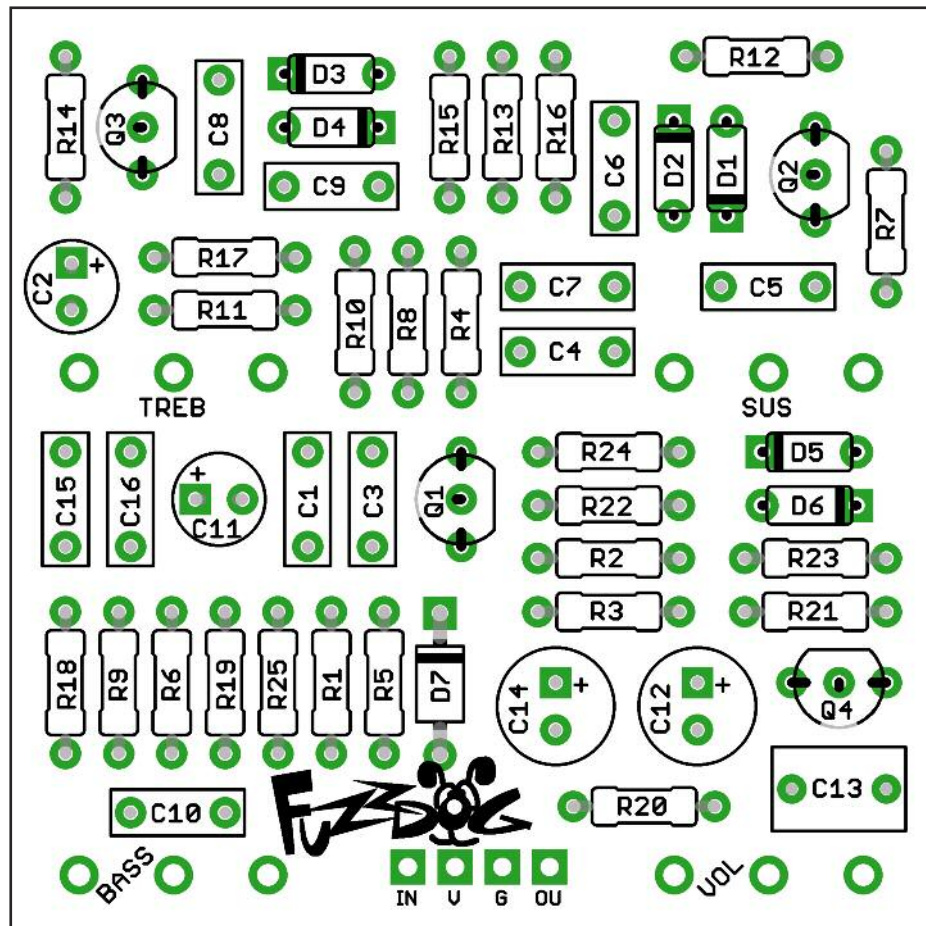 R14
Q3
C8
D3
D4
C9
R15
R13
R16
R12
C6
D2
D1
Q2
R7
C2
+
R17
R11
R10
R8
R4
C7
C4
C5
TREB
SUS
C15
C16
+
C11
C1
C3
Q1
R24
R22
R2
R3
D5
D6
R23
R21
R18
R9
R6
R19
R25
R1
R5
D7
C14
+
C12
+
Q4
C10
FUZZDOG
R20
C13
BASS
VOL
IN V G OU